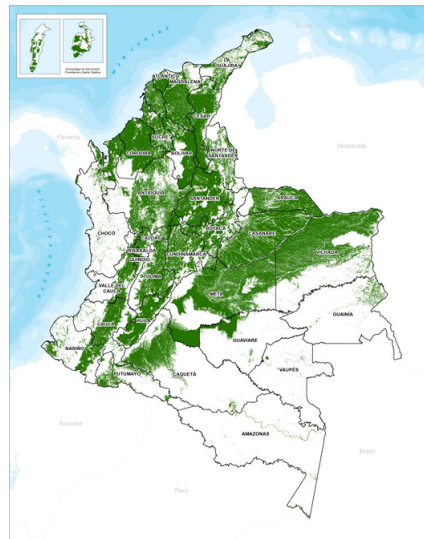 LA
GUAJIRA
ATLÁNTICO
MAGDALENA
CESAR
SUCRE
CÓRDOBA
BOLÍVAR
NORTE DE
SANTANDER
Panamá
Venezuela
ANTIOQUIA
SANTANDER
ARAUCA
CHOCÓ
BOYACÁ
CASANARE
CALDAS
RISARALDA
QUINDÍO
CUNDINAMARCA
VICHADA
TOLIMA
VALLE DEL
CAUCA
META
GUAINÍA
CAUCA
HUILA
GUAVIARE
NARIÑO
VAUPÉS
PUTUMAYO
CAQUETÁ
Ecuador
AMAZONAS
Brasil
Perú